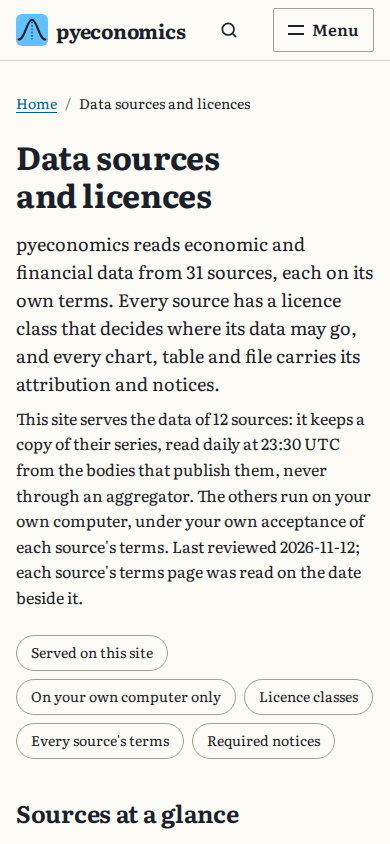 pyeconomics
Menu
Home / Data sources and licences
Data sources
and licences
pyeconomics reads economic and
financial data from 31 sources, each on its
own terms. Every source has a licence
class that decides where its data may go,
and every chart, table and file carries its
attribution and notices.
This site serves the data of 12 sources: it keeps a
copy of their series, read daily at 23:30 UTC
from the bodies that publish them, never
through an aggregator. The others run on your
own computer, under your own acceptance of
each source's terms. Last reviewed 2026-11-12;
each source's terms page was read on the date
beside it.
Served on this site
On your own computer only
Licence classes
Every source's terms
Required notices
Sources at a glance